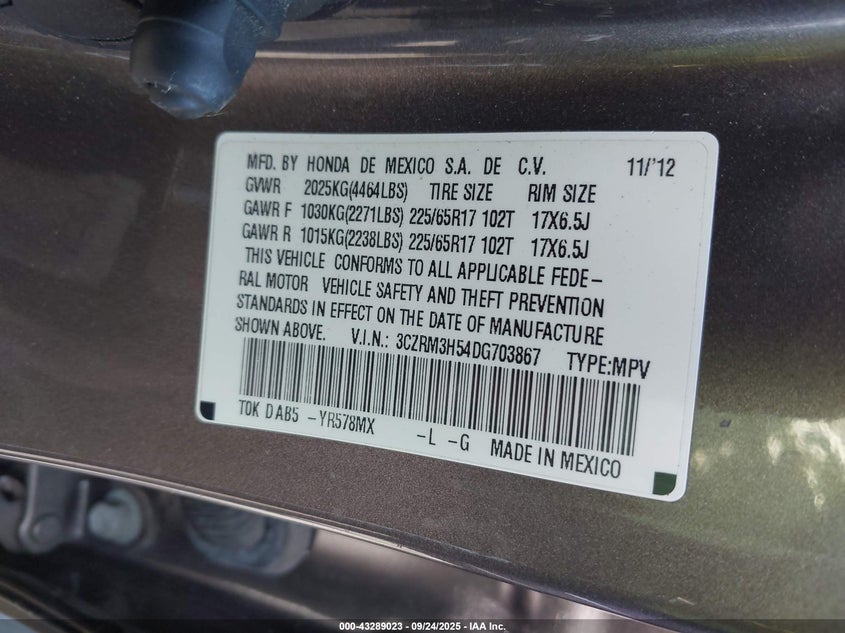 MFD. BY HONDA DE MEXICO S.A. DE C.V. 11/'12
GVWR 2025KG(4464LBS) TIRE SIZE RIM SIZE
GAWR F 1030KG(2271LBS) 225/65R17 102T 17X6.5J
GAWR R 1015KG(2238LBS) 225/65R17 102T 17X6.5J
THIS VEHICLE CONFORMS TO ALL APPLICABLE FEDE-
RAL MOTOR VEHICLE SAFETY AND THEFT PREVENTION
STANDARDS IN EFFECT ON THE DATE OF MANUFACTURE
SHOWN ABOVE. V.I.N.: 3CZRM3H54DG703867 TYPE:MPV
T0K D AB5 -YR578MX -L -G MADE IN MEXICO
000-43289023 - 09/24/2025 - IAA Inc.